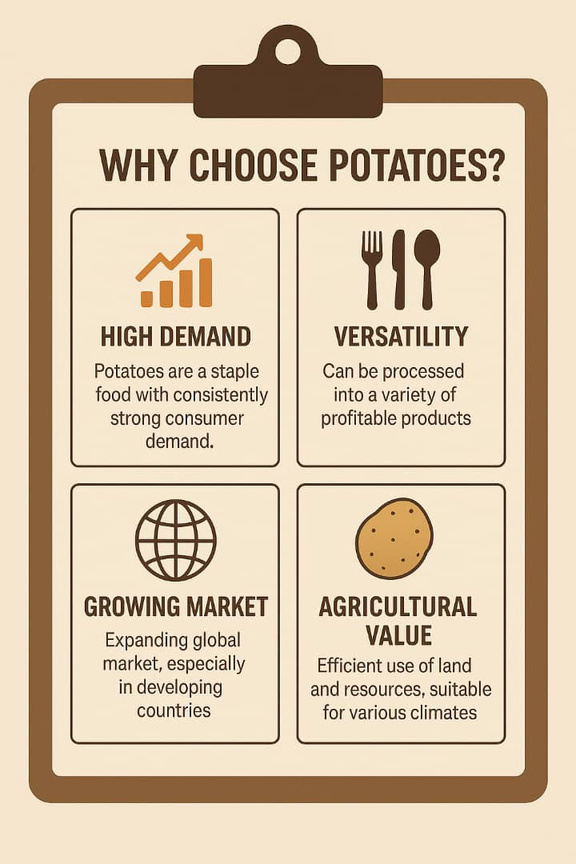 WHY CHOOSE POTATOES?
HIGH DEMAND
Potatoes are a staple
food with consistently
strong consumer
demand.
VERSATILITY
Can be processed
into a variety of
profitable products
GROWING MARKET
Expanding global
market, especially
in developing
countries
AGRICULTURAL
VALUE
Efficient use of land
and resources, suitable
for various climates